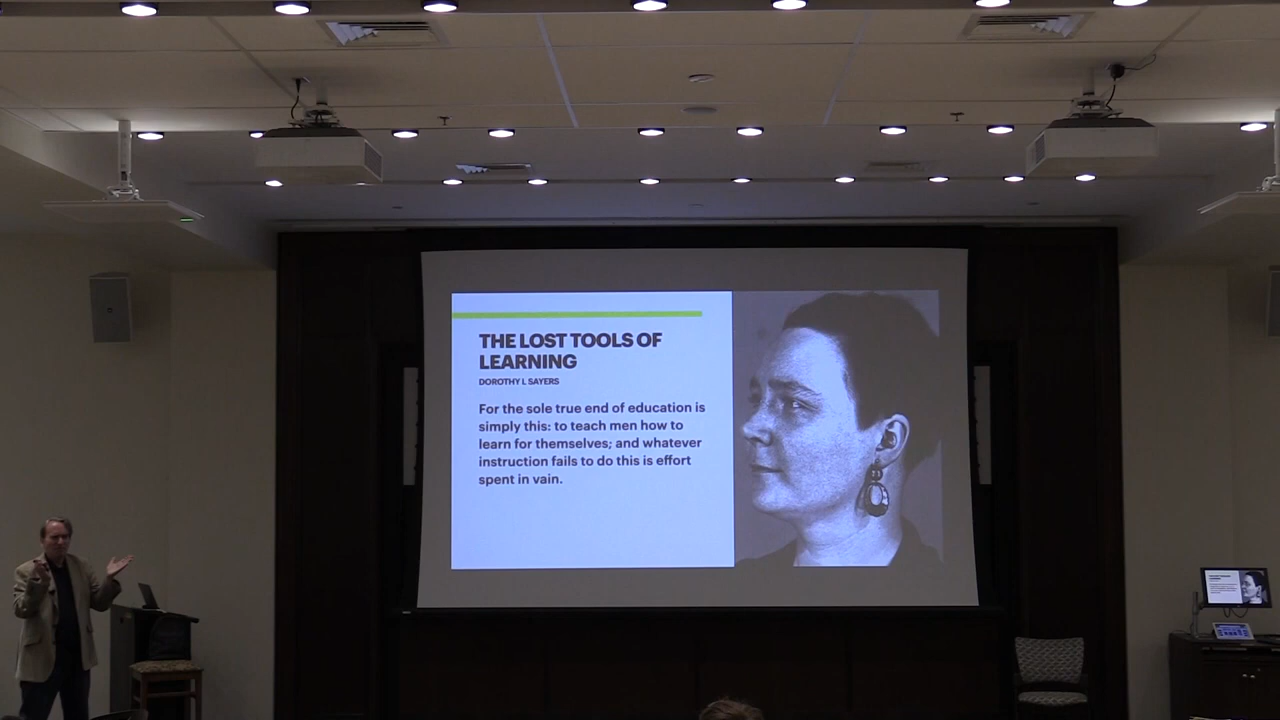 THE LOST TOOLS OF
LEARNING
DOROTHY L SAYERS
For the sole true end of education is
simply this: to teach men how to
learn for themselves; and whatever
instruction fails to do this is effort
spent in vain.